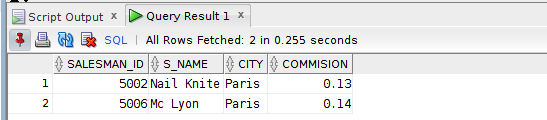 Script Output x Query Result 1 x
SQL | All Rows Fetched: 2 in 0.255 seconds
SALESMAN_ID S_NAME CITY COMMISION
1 5002 Nail Knite Paris 0.13
2 5006 Mc Lyon Paris 0.14